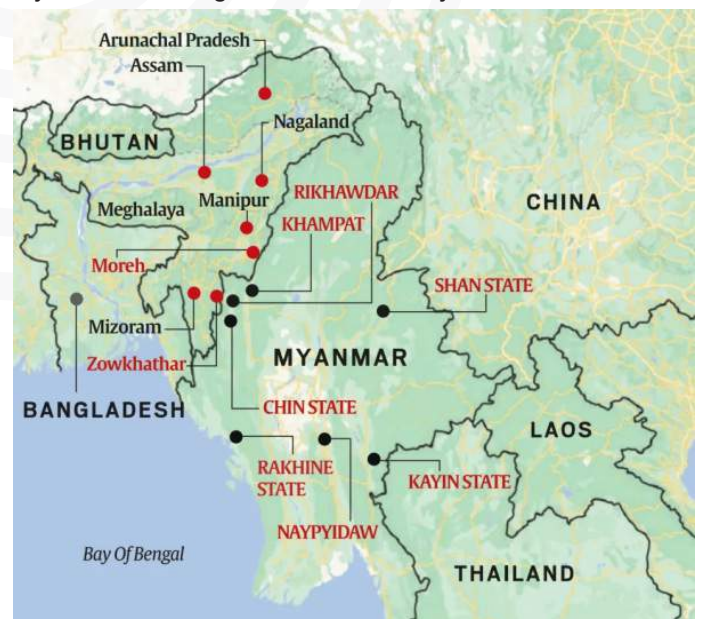 Arunachal Pradesh
Assam
Nagaland
BHUTAN
RIKHAWDAR
Meghalaya
Manipur
CHINA
KHAMPAT
Moreh
SHAN STATE
Mizoram
MYANMAR
Zowkhathar
BANGLADESH
CHIN STATE
LAOS
RAKHINE
STATE
KAYIN STATE
NAYPYIDAW
Bay Of Bengal
THAILAND